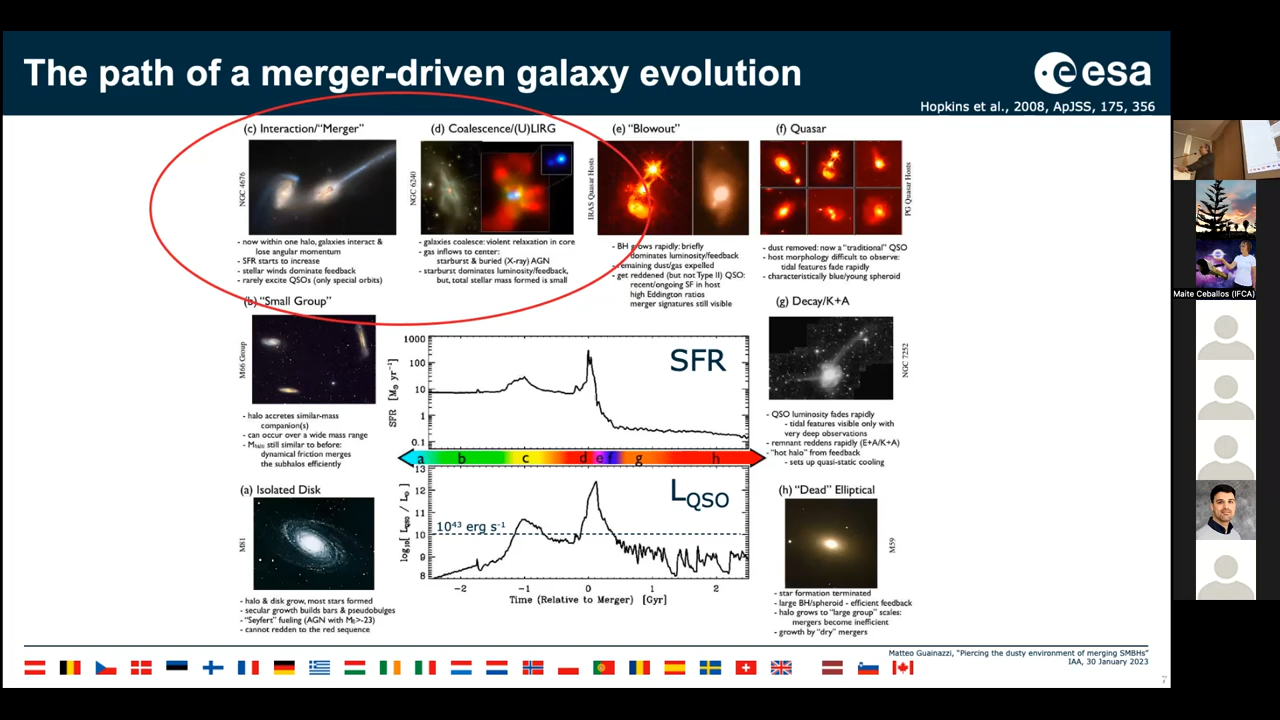 The path of a merger-driven galaxy evolution
esa
Hopkins et al., 2008, ApJSS, 175, 356
(c) Interaction/"Merger"
NGC 4676
- now within one halo, galaxies interact &
lose angular momentum
- SFR starts to increase
- stellar winds dominate feedback
- rarely excite QSOs (only special orbits)
(d) Coalescence/(U)LIRG
NGC 6240
- galaxies coalesce: violent relaxation in core
- gas inflows to center:
starburst & buried (X-ray) AGN
- starburst dominates luminosity/feedback,
but, total stellar mass formed is small
(e) "Blowout"
IRAS Quasar Hosts
- BH grows rapidly: briefly
dominates luminosity/feedback
- remaining dust/gas expelled
- get reddened (but not Type II) QSO:
recent/ongoing SF in host
high Eddington ratios
merger signatures still visible
(f) Quasar
PG Quasar Hosts
- dust removed: now a "traditional" QSO
- host morphology difficult to observe:
tidal features fade rapidly
- characteristically blue/young spheroid
(b) "Small Group"
M66 Group
- halo accretes similar-mass
companion(s)
- can occur over a wide mass range
- Mhalo still similar to before:
dynamical friction merges
the subhalos efficiently
(g) Decay/K+A
NGC 7252
- QSO luminosity fades rapidly
- tidal features visible only with
very deep observations
- remnant reddens rapidly (E+A/K+A)
- "hot halo" from feedback
- sets up quasi-static cooling
(a) Isolated Disk
M81
- halo & disk grow, most stars formed
- secular growth builds bars & pseudobulges
- "Seyfert" fueling (AGN with MB>-23)
- cannot redden to the red sequence
(h) "Dead" Elliptical
M59
- star formation terminated
- large BH/spheroid - efficient feedback
- halo grows to "large group" scales:
mergers become inefficient
- growth by "dry" mergers
SFR
SFR [M⊙ yr⁻¹]
1000
100
10
1
0.1
a b c d e f g h
LQSO
10⁴³ erg s⁻¹
log₁₀[ LQSO / L⊙ ]
13
12
11
10
9
8
-2 -1 0 1 2
Time (Relative to Merger) [Gyr]
Matteo Guainazzi, "Piercing the dusty environment of merging SMBHs"
IAA, 30 January 2023
7
Maite Ceballos (IFCA)